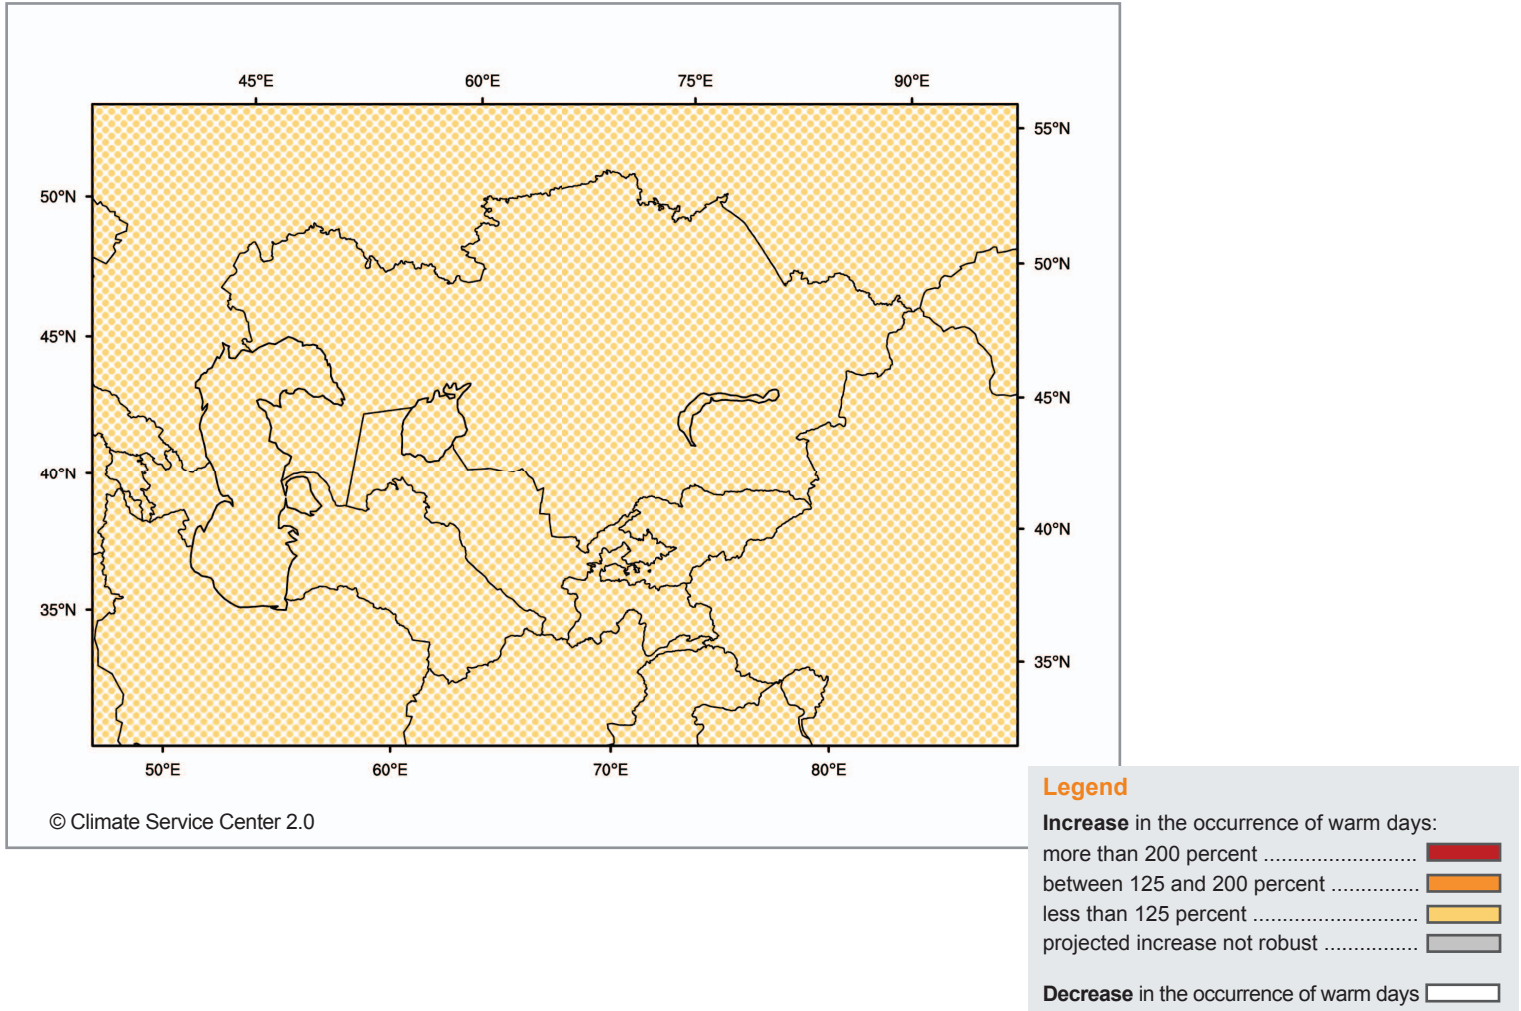 45°E 60°E 75°E 90°E
55°N
50°N
50°N
45°N
45°N
40°N
40°N
35°N
35°N
50°E 60°E 70°E 80°E
© Climate Service Center 2.0
Legend
Increase in the occurrence of warm days:
more than 200 percent ..........................
between 125 and 200 percent ...............
less than 125 percent ............................
projected increase not robust ................
Decrease in the occurrence of warm days